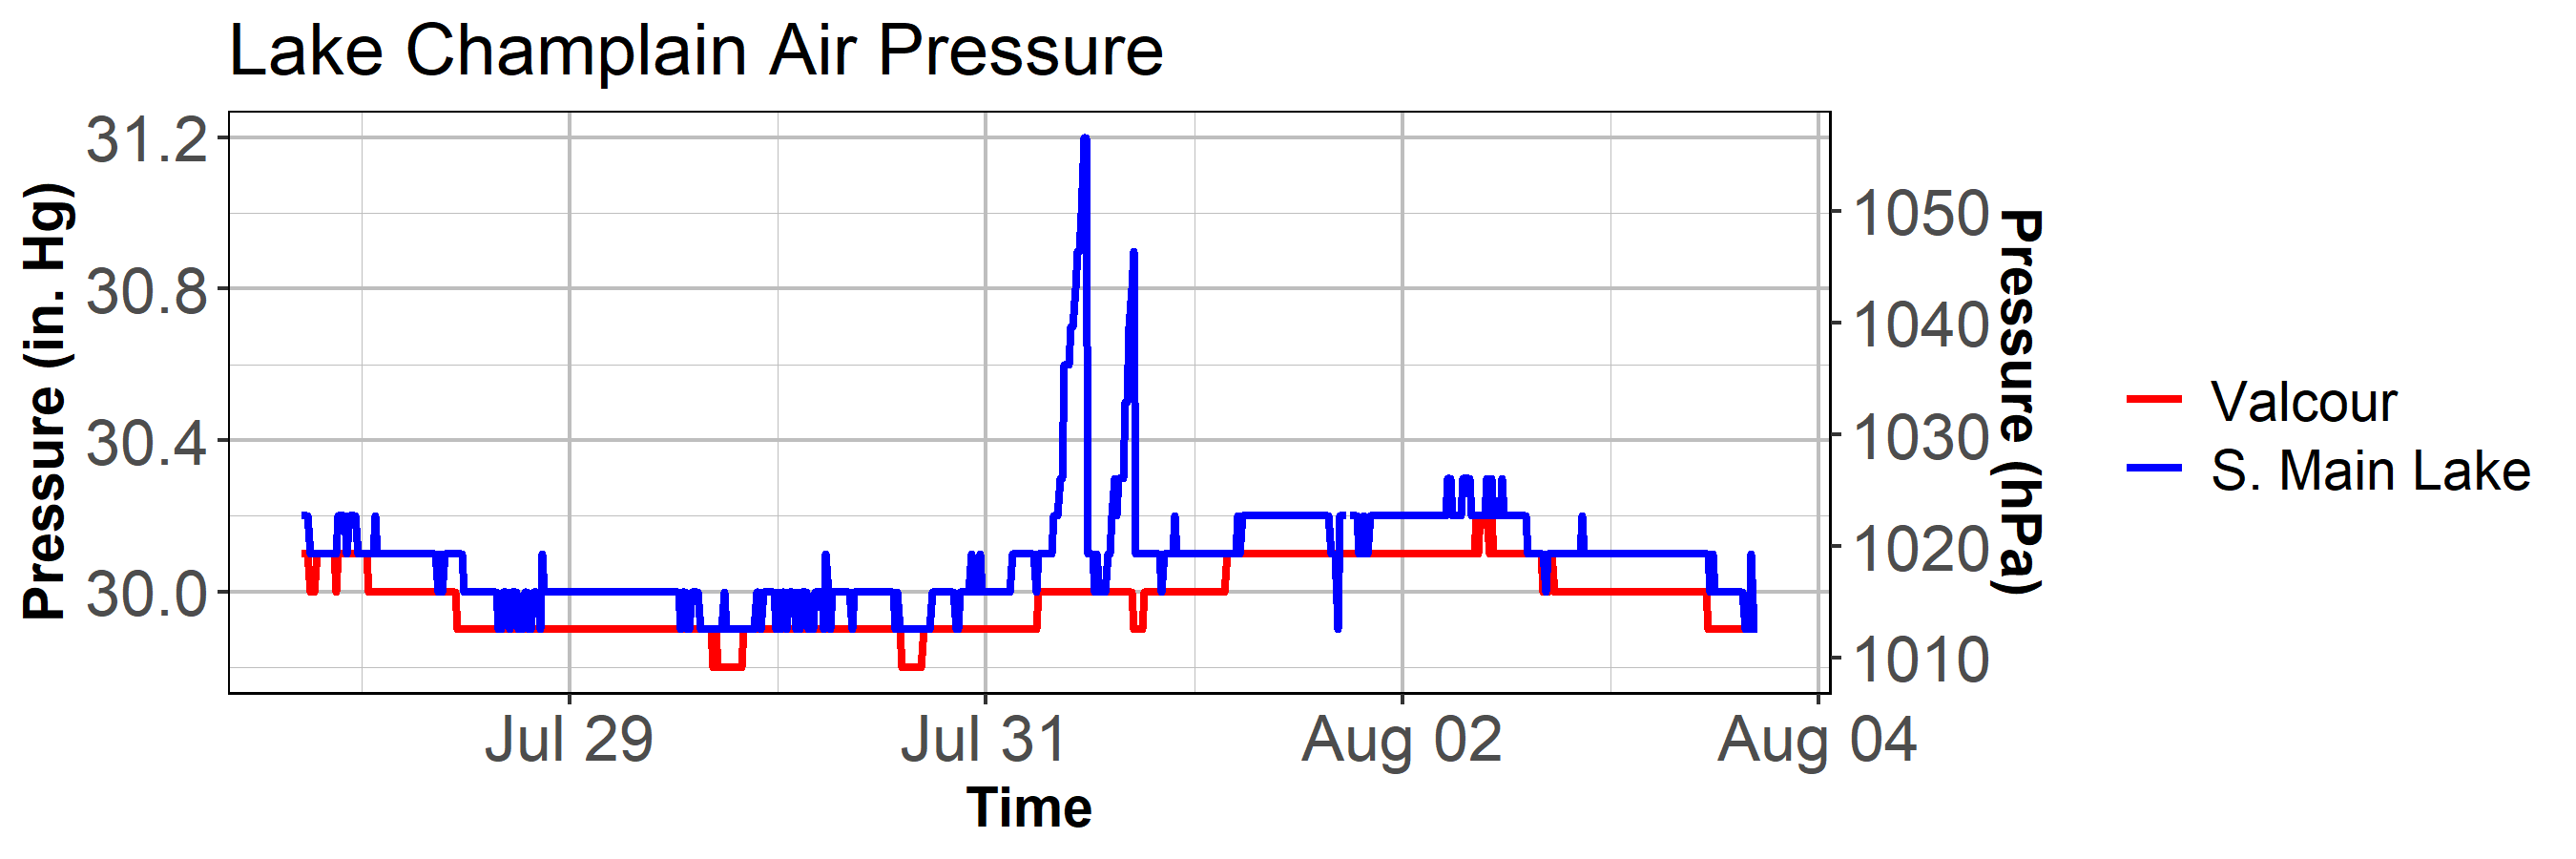 Lake Champlain Air Pressure
31.2
30.8
30.4
30.0
Pressure (in. Hg)
1050
1040
1030
1020
1010
Pressure (hPa)
Jul 29
Jul 31
Aug 02
Aug 04
Time
Valcour
S. Main Lake